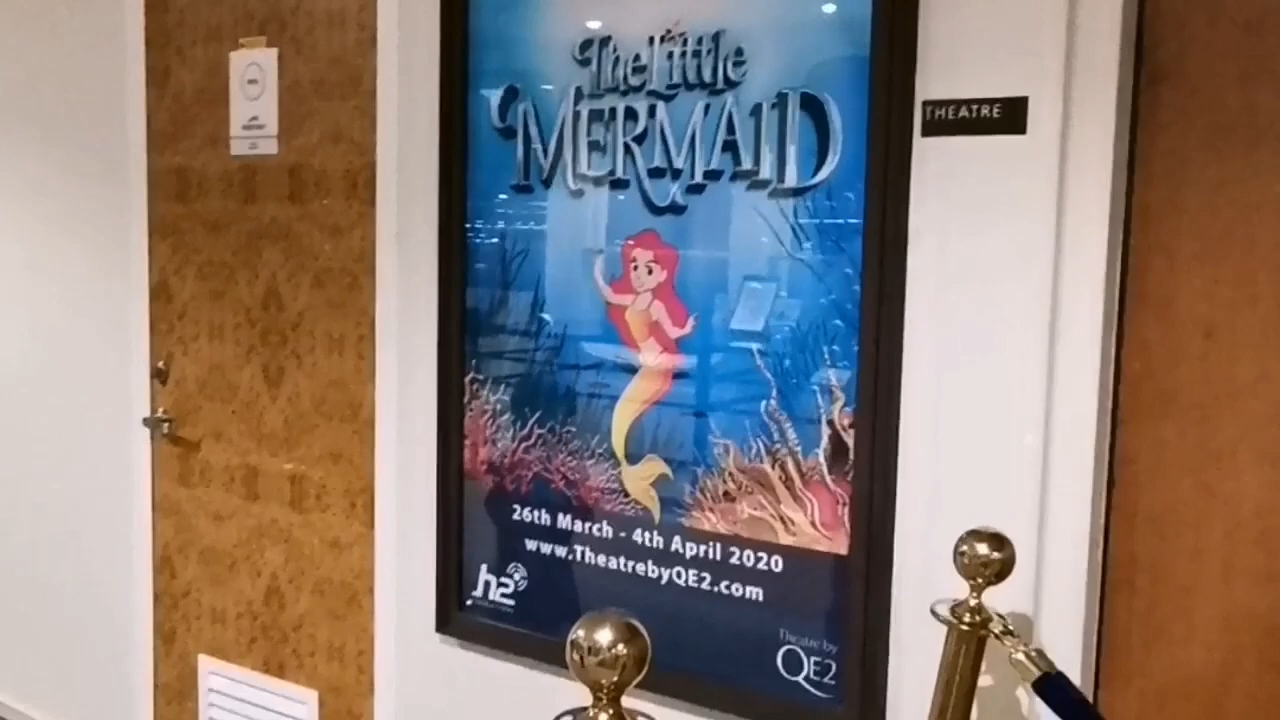 The Little
MERMAID
THEATRE
26th March - 4th April 2020
www.TheatrebyQE2.com
h2
Theatre by
QE2